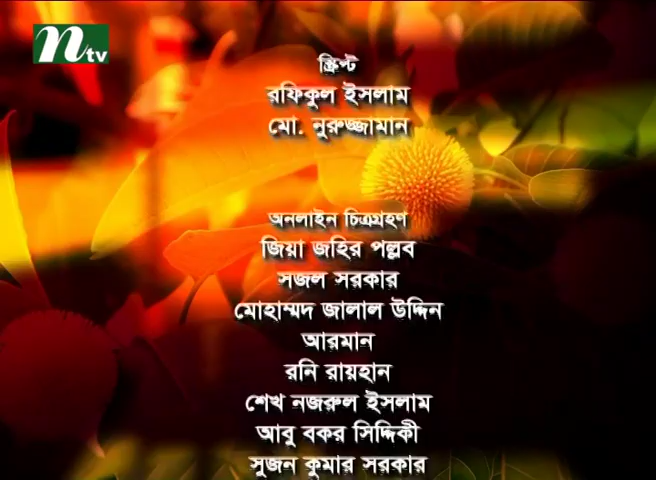 ntv
স্ক্রিপ্ট
রফিকুল ইসলাম
মো. নুরুজ্জামান
অনলাইন চিত্রগ্রহণ
জিয়া জহির পল্লব
সজল সরকার
মোহাম্মদ জালাল উদ্দিন
আরমান
রনি রায়হান
শেখ নজরুল ইসলাম
আবু বকর সিদ্দিকী
সুজন কুমার সরকার